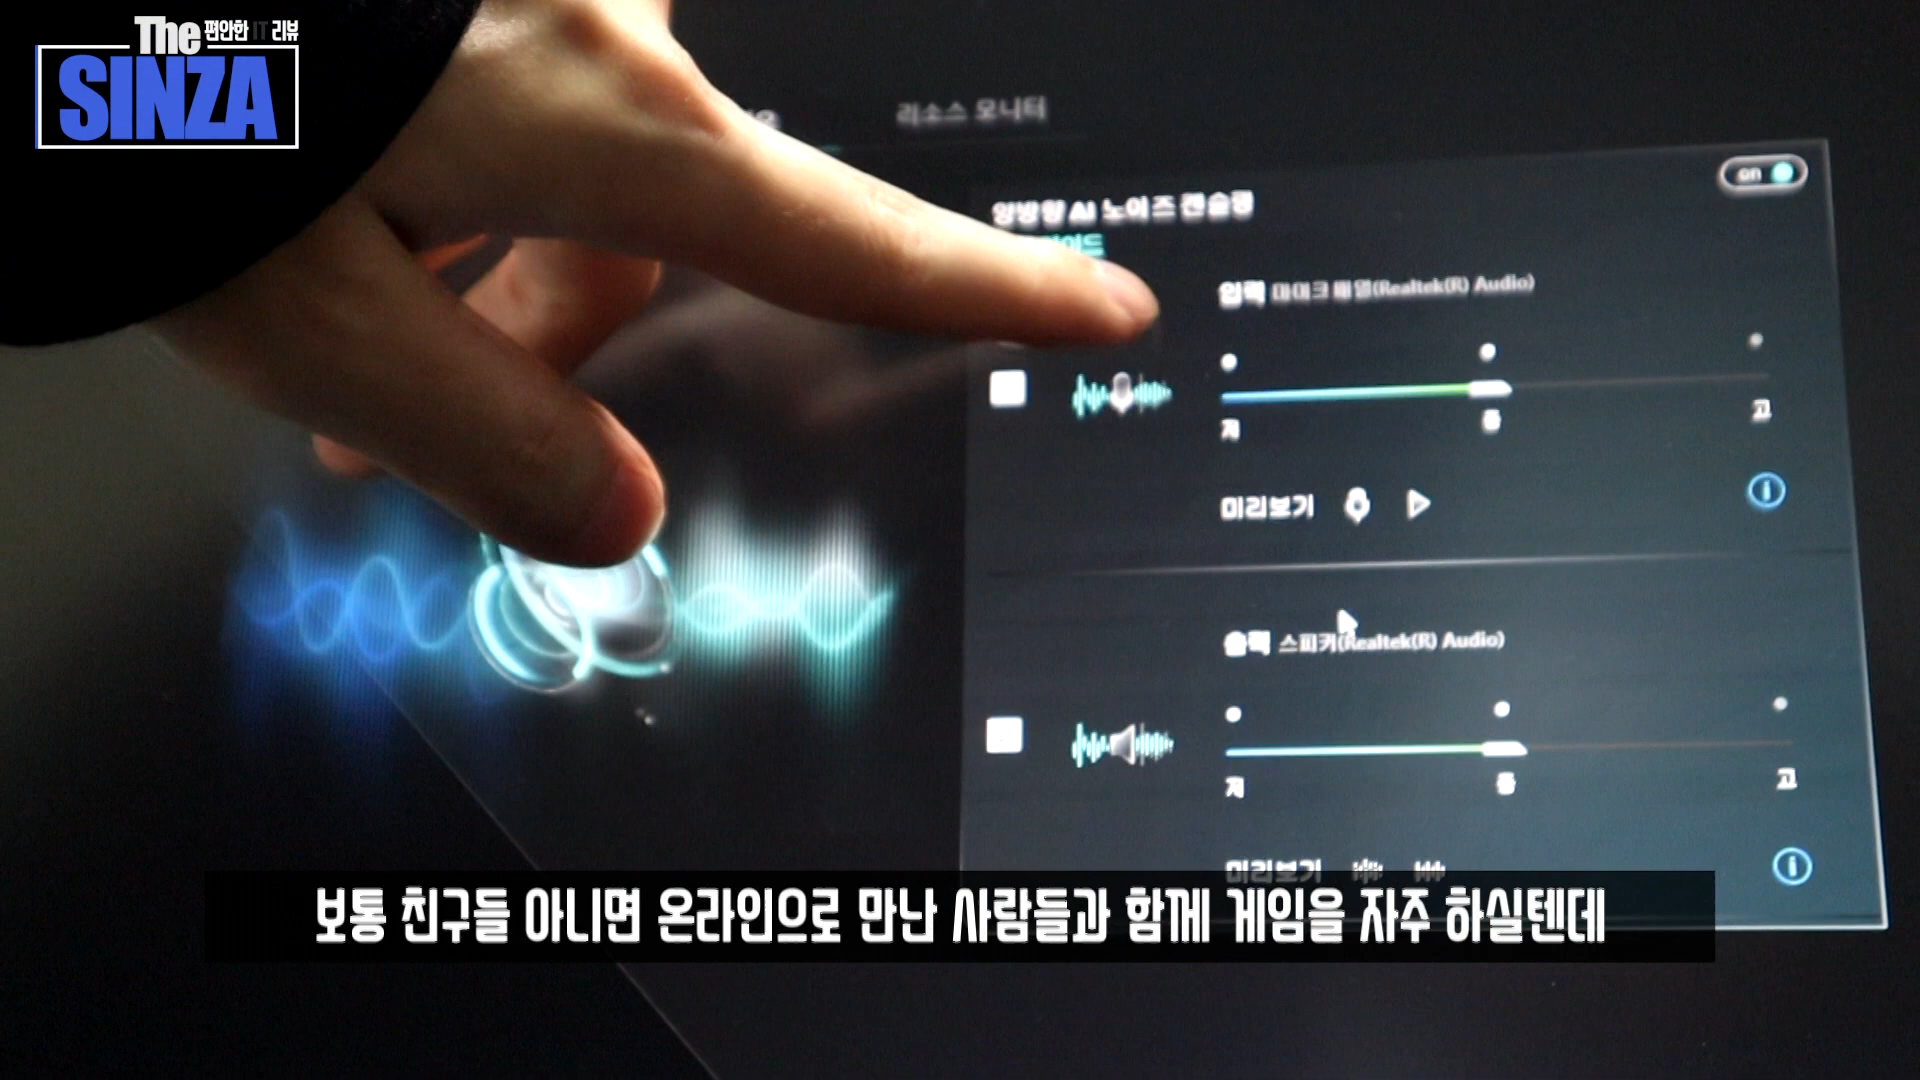 The 편안한 IT 리뷰
SINZA
리소스 모니터
on
양방향 AI 노이즈 캔슬링
입력 마이크 배열(Realtek(R) Audio)
저 중 고
미리보기
출력 스피커(Realtek(R) Audio)
저 중 고
미리보기
보통 친구들 아니면 온라인으로 만난 사람들과 함께 게임을 자주 하실텐데